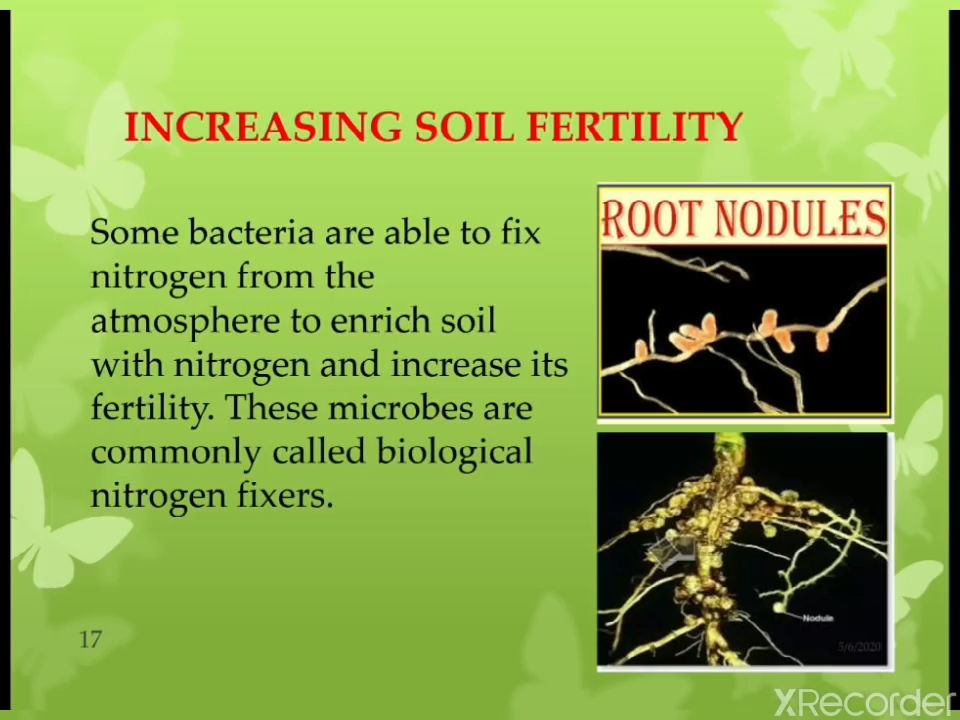 INCREASING SOIL FERTILITY
Some bacteria are able to fix
nitrogen from the
atmosphere to enrich soil
with nitrogen and increase its
fertility. These microbes are
commonly called biological
nitrogen fixers.
ROOT NODULES
Nodule
17
5/6/2020
XRecorder